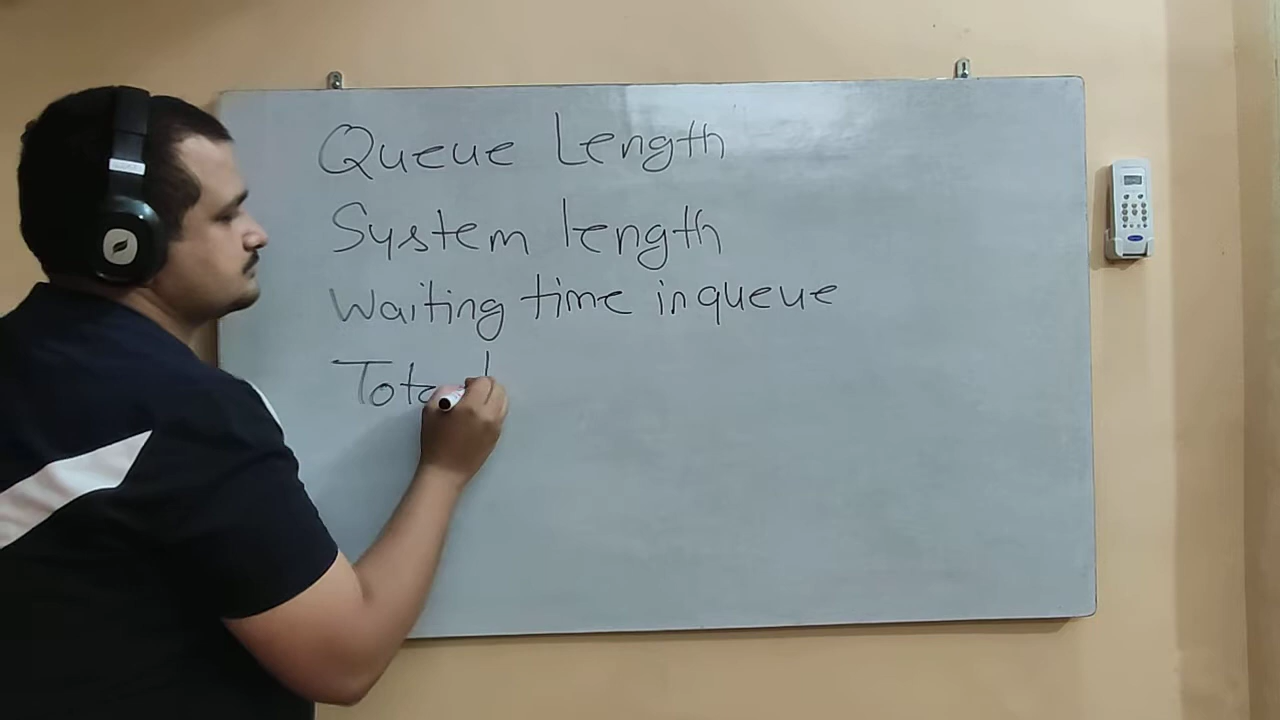 Queue Length
System length
Waiting time in queue
Total